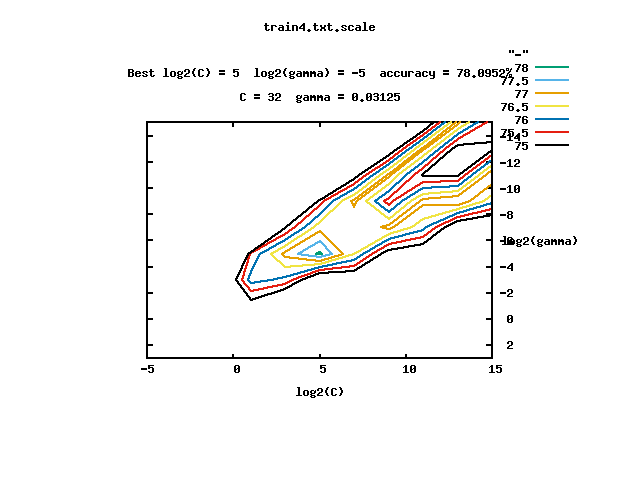 train4.txt.scale
"-"
Best log2(C) = 5  log2(gamma) = -5  accuracy = 78.0952%
78
77.5
C = 32  gamma = 0.03125
77
76.5
76
75.5
-14
75
-12
-10
-8
-6
log2(gamma)
-4
-2
0
2
-5 0 5 10 15
log2(C)